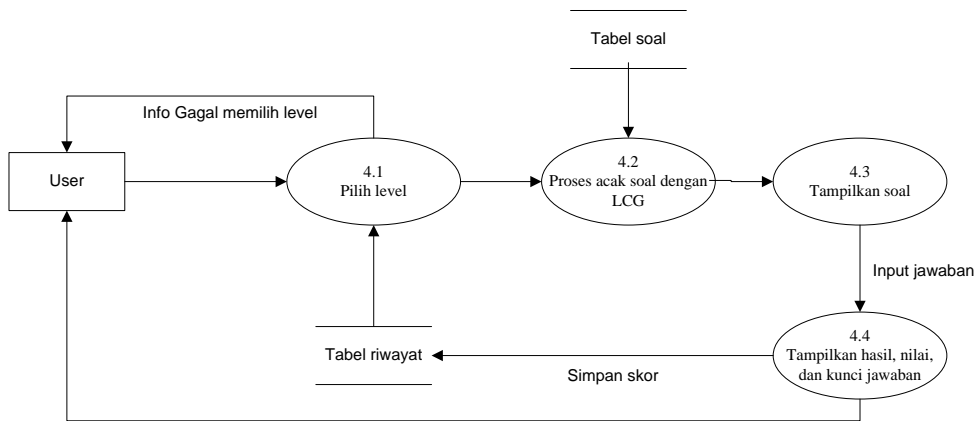 Tabel soal
Info Gagal memilih level
User
4.1
Pilih level
4.2
Proses acak soal dengan
LCG
4.3
Tampilkan soal
Input jawaban
Tabel riwayat
Simpan skor
4.4
Tampilkan hasil, nilai,
dan kunci jawaban